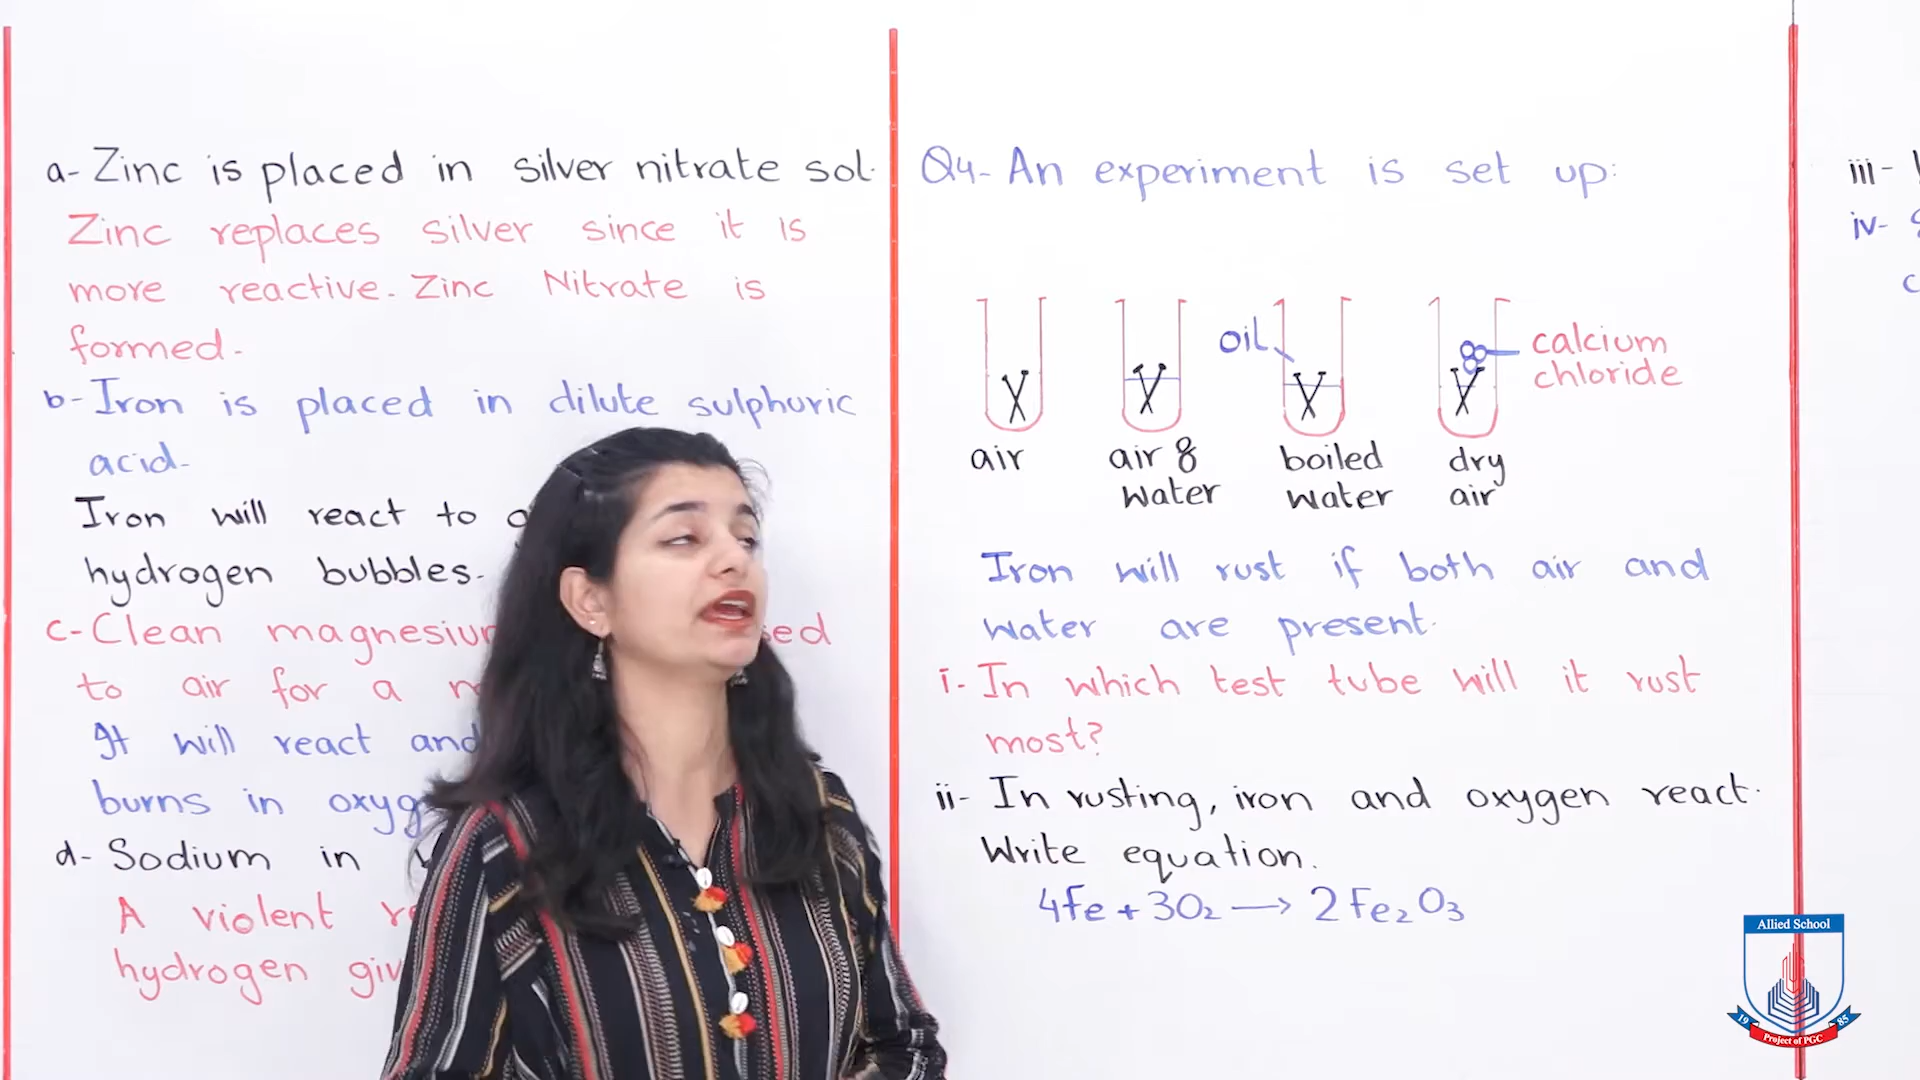 a- Zinc is placed in silver nitrate sol.
Zinc replaces silver since it is
more reactive. Zinc Nitrate is
formed.
b- Iron is placed in dilute sulphuric
acid.
Iron will react to
hydrogen bubbles.
c- Clean
to air for a
It will react and
burns in
d- Sodium in
A violent
hydrogen
Q4- An experiment is set up:
oil
calcium
chloride
air
air &
water
boiled
water
dry
air
Iron will rust if both air and
water are present.
i- In which test tube will it rust
most?
ii- In rusting, iron and oxygen react.
Write equation.
4Fe + 3O₂ → 2Fe₂O₃
iii-
iv-
Allied School
19 85
Project of PGC